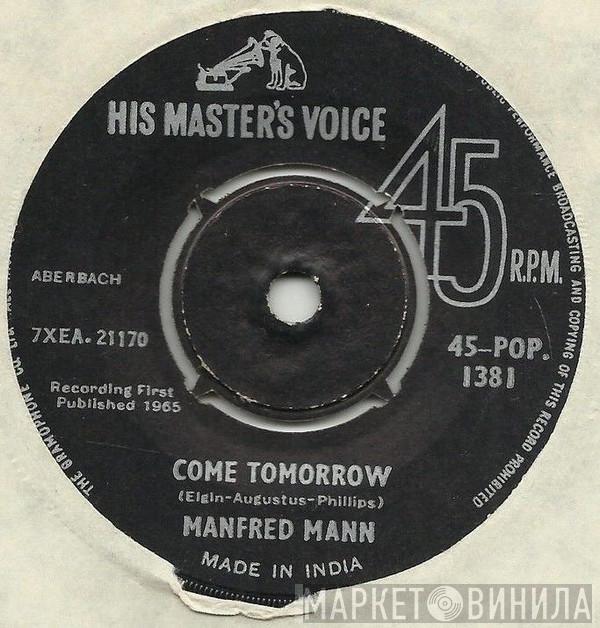 HIS MASTER'S VOICE
45
R.P.M.
ABERBACH
7XEA. 21170
45-POP.
1381
Recording First
Published 1965
COME TOMORROW
(Elgin-Augustus-Phillips)
MANFRED MANN
MADE IN INDIA
THE GRAMOPHONE CO. LTD.
PUBLIC PERFORMANCE BROADCASTING AND COPYING OF THIS RECORD PROHIBITED
МАРКЕТ ВИНИЛА